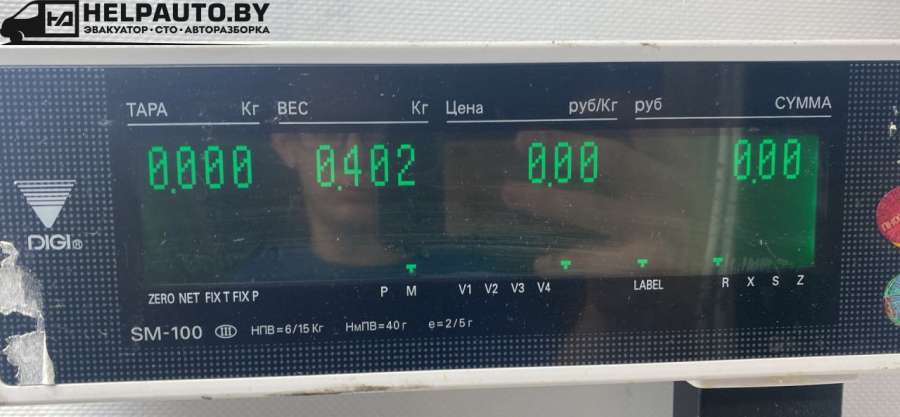 HELPAUTO.BY
ЭВАКУАТОР · СТО · АВТОРАЗБОРКА
ТАРА Кг ВЕС Кг Цена руб/Кг руб СУММА
0.000 0.402 0.00 0.00
DIGI®
ZERO NET FIX T FIX P P M V1 V2 V3 V4 LABEL R X S Z
SM-100 III НПВ=6/15 Кг НмПВ=40 г e=2/5 г